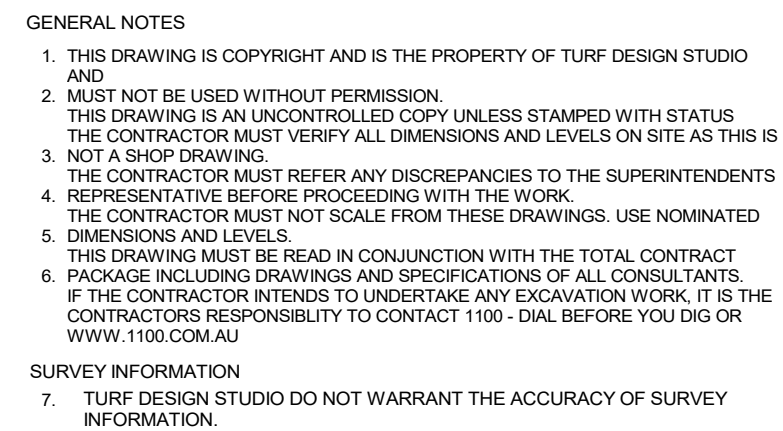 GENERAL NOTES
1. THIS DRAWING IS COPYRIGHT AND IS THE PROPERTY OF TURF DESIGN STUDIO
AND
2. MUST NOT BE USED WITHOUT PERMISSION.
THIS DRAWING IS AN UNCONTROLLED COPY UNLESS STAMPED WITH STATUS
THE CONTRACTOR MUST VERIFY ALL DIMENSIONS AND LEVELS ON SITE AS THIS IS
3. NOT A SHOP DRAWING.
THE CONTRACTOR MUST REFER ANY DISCREPANCIES TO THE SUPERINTENDENTS
4. REPRESENTATIVE BEFORE PROCEEDING WITH THE WORK.
THE CONTRACTOR MUST NOT SCALE FROM THESE DRAWINGS. USE NOMINATED
5. DIMENSIONS AND LEVELS.
THIS DRAWING MUST BE READ IN CONJUNCTION WITH THE TOTAL CONTRACT
6. PACKAGE INCLUDING DRAWINGS AND SPECIFICATIONS OF ALL CONSULTANTS.
IF THE CONTRACTOR INTENDS TO UNDERTAKE ANY EXCAVATION WORK, IT IS THE
CONTRACTORS RESPONSIBLITY TO CONTACT 1100 - DIAL BEFORE YOU DIG OR
WWW.1100.COM.AU
SURVEY INFORMATION
7. TURF DESIGN STUDIO DO NOT WARRANT THE ACCURACY OF SURVEY
INFORMATION.